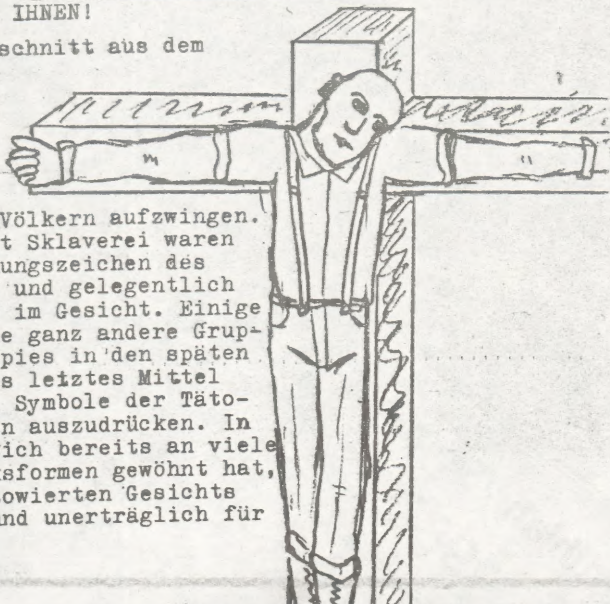 IHNEN!
schnitt aus dem
Völkern aufzwingen.
t Sklaverei waren
ungszeichen des
und gelegentlich
im Gesicht. Einige
e ganz andere Grup-
pies in den späten
s letztes Mittel
Symbole der Täto-
n auszudrücken. In
ich bereits an viele
sformen gewöhnt hat,
owierten Gesichts
nd unerträglich für